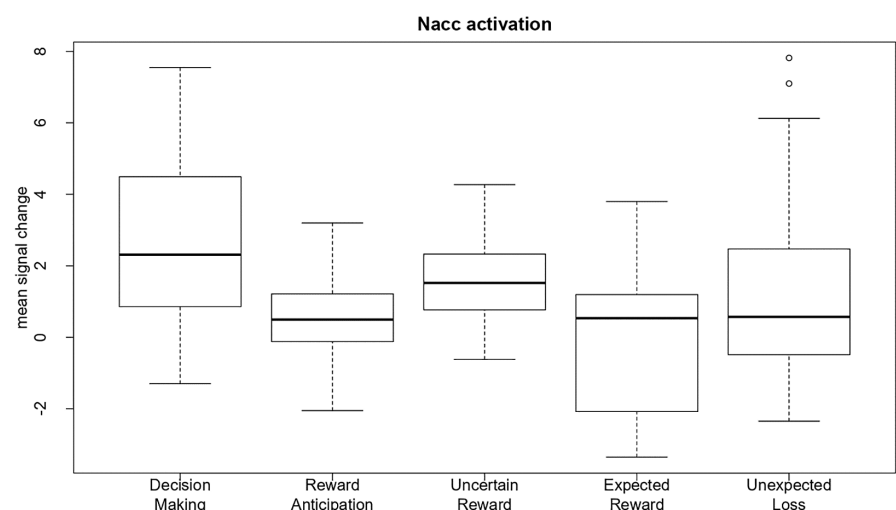 Nacc activation
mean signal change
8
6
4
2
0
-2
Decision
Making
Reward
Anticipation
Uncertain
Reward
Expected
Reward
Unexpected
Loss